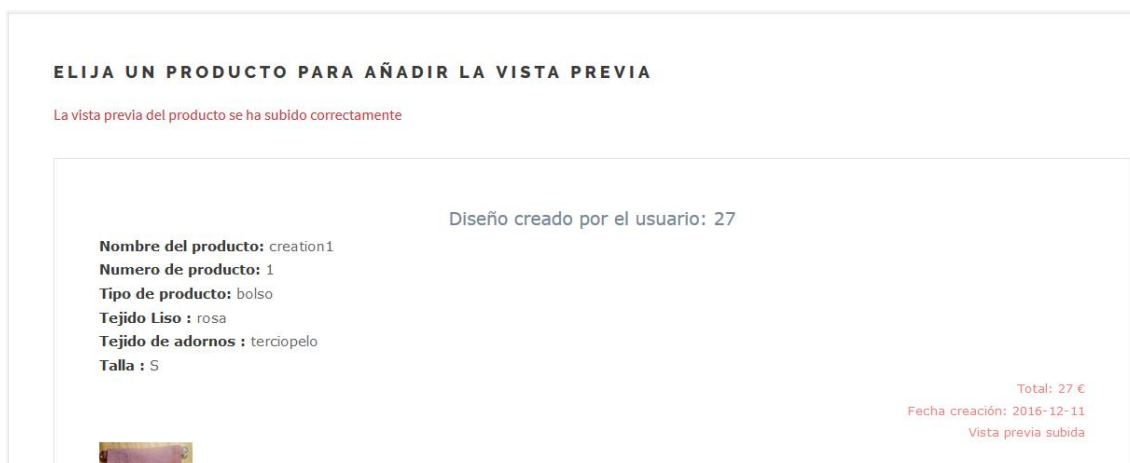 ELIJA UN PRODUCTO PARA AÑADIR LA VISTA PREVIA
La vista previa del producto se ha subido correctamente
Diseño creado por el usuario: 27
Nombre del producto: creation1
Numero de producto: 1
Tipo de producto: bolso
Tejido Liso : rosa
Tejido de adornos : terciopelo
Talla : S
Total: 27 €
Fecha creación: 2016-12-11
Vista previa subida